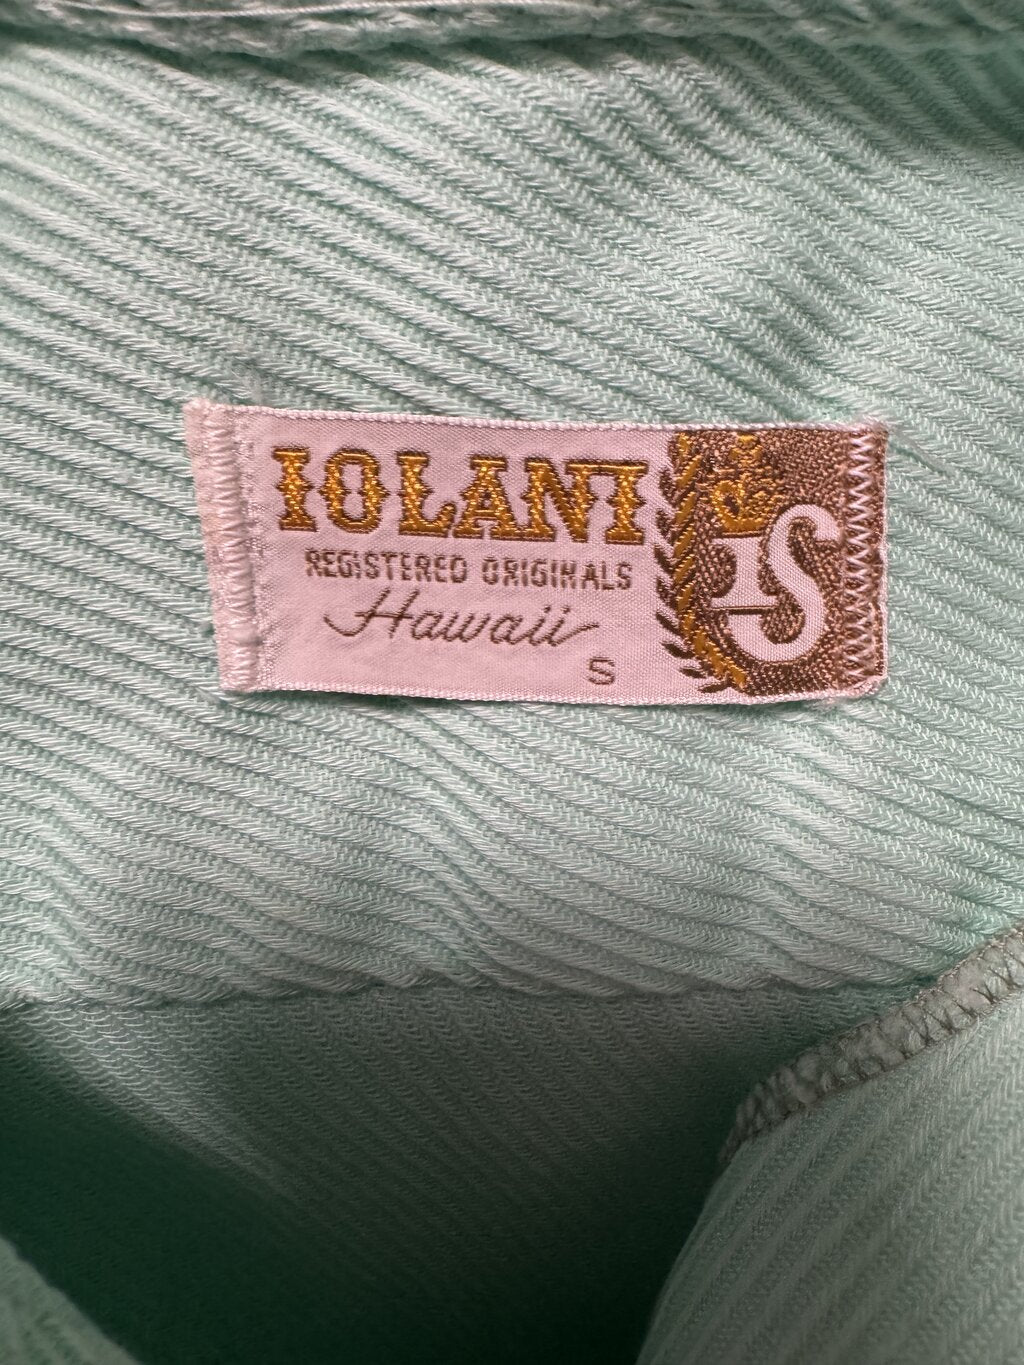 IOLANI
REGISTERED ORIGINALS
Hawaii
S